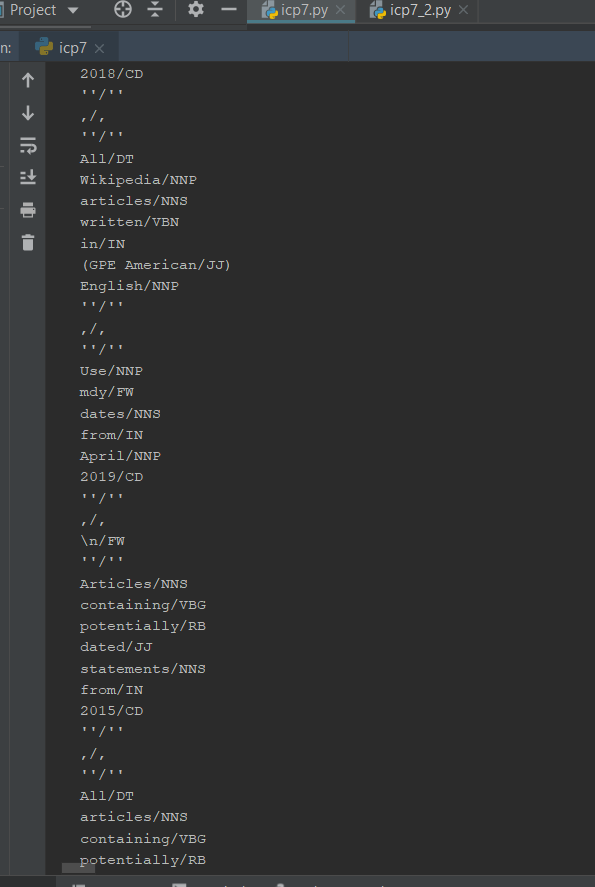 Project icp7.py icp7_2.py
n: icp7
2018/CD
''/''
,/,
''/''
All/DT
Wikipedia/NNP
articles/NNS
written/VBN
in/IN
(GPE American/JJ)
English/NNP
''/''
,/,
''/''
Use/NNP
mdy/FW
dates/NNS
from/IN
April/NNP
2019/CD
''/''
,/,
\n/FW
''/''
Articles/NNS
containing/VBG
potentially/RB
dated/JJ
statements/NNS
from/IN
2015/CD
''/''
,/,
''/''
All/DT
articles/NNS
containing/VBG
potentially/RB